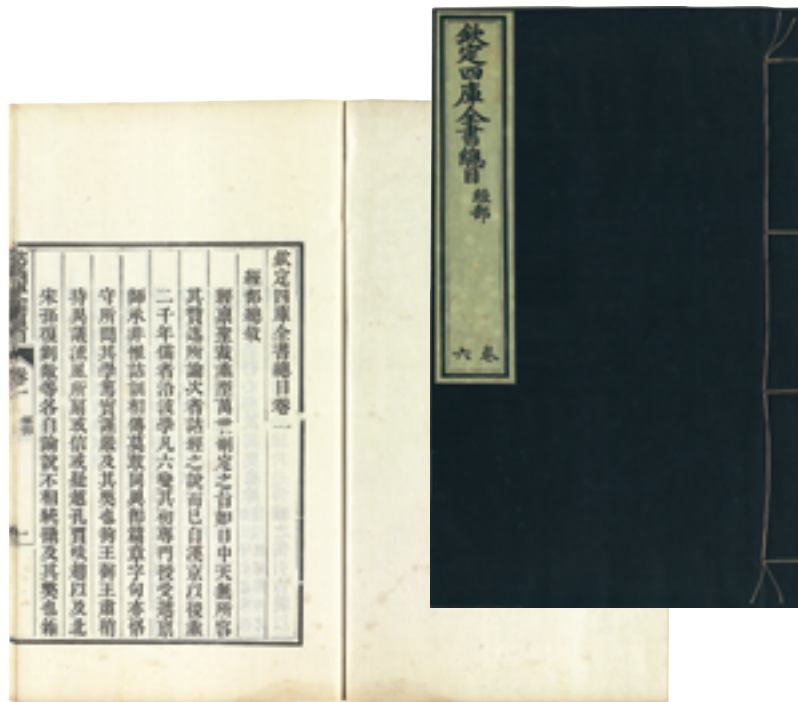 欽定四庫全書總目
經部
卷六
欽定四庫全書總目卷一
經部總敘
經稟聖裁垂型萬世刪定之旨如日中天無所容
其贊述所論次者詁經之說而已自漢京以後垂
二千年儒者沿波學凡六變其初專門授受遞稟
師承非惟詁訓相傳莫敢同異即篇章字句亦恪
守所聞其學篤實謹嚴及其弊也拘王弼王肅稍
持異議流風所扇或信或疑越孔賈啖趙以及北
宋孫復劉敞等各自論說不相統攝及其弊也雜
卷一